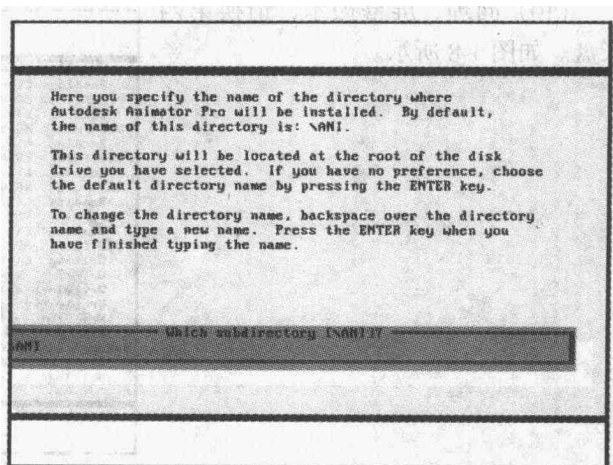 Here you specify the name of the directory where
Autodesk Animator Pro will be installed. By default,
the name of this directory is: \ANI.
This directory will be located at the root of the disk
drive you have selected. If you have no preference, choose
the default directory name by pressing the ENTER key.
To change the directory name, backspace over the directory
name and type a new name. Press the ENTER key when you
have finished typing the name.
Which subdirectory [\ANI]?
ANI